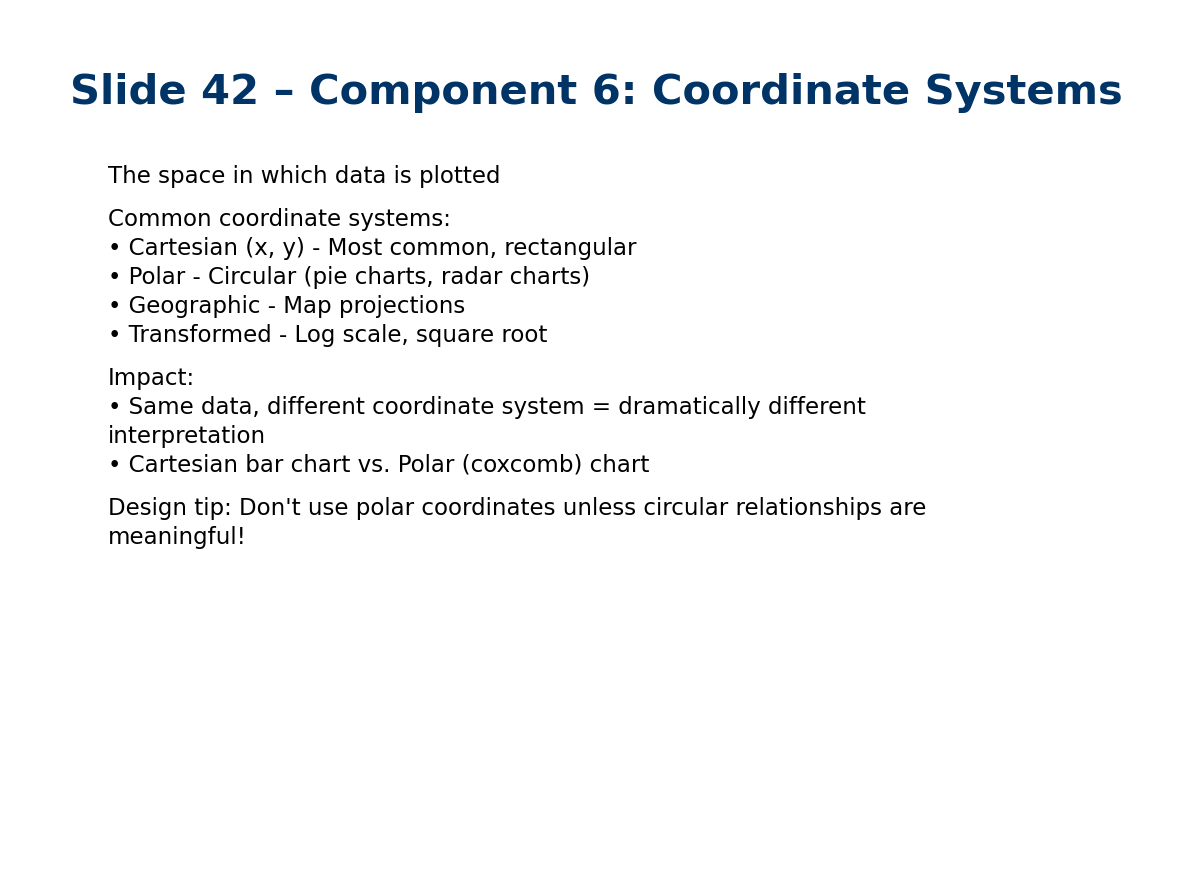 Slide 42 – Component 6: Coordinate Systems
The space in which data is plotted
Common coordinate systems:
• Cartesian (x, y) - Most common, rectangular
• Polar - Circular (pie charts, radar charts)
• Geographic - Map projections
• Transformed - Log scale, square root
Impact:
• Same data, different coordinate system = dramatically different
interpretation
• Cartesian bar chart vs. Polar (coxcomb) chart
Design tip: Don't use polar coordinates unless circular relationships are
meaningful!